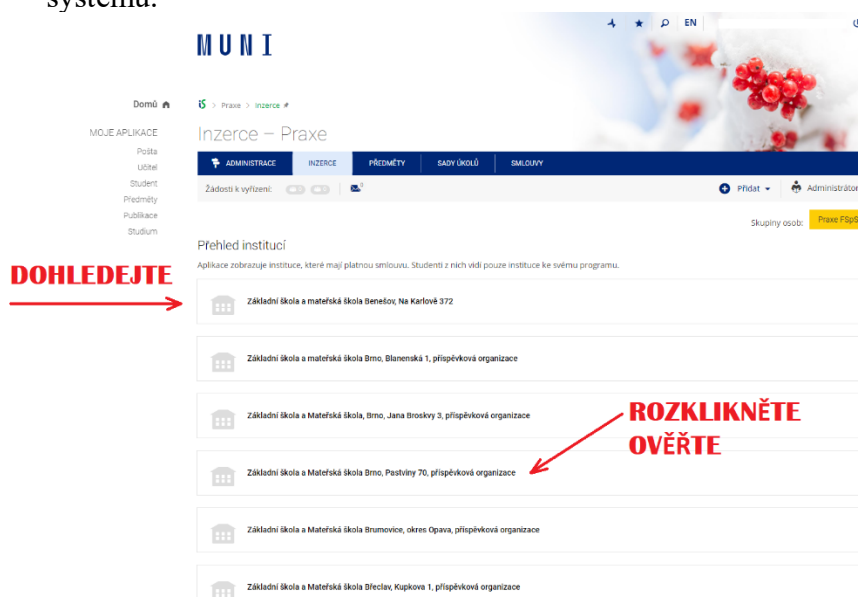 systému.
MUNI
EN
Domů
iS > Praxe > Inzerce
MOJE APLIKACE
Inzerce – Praxe
Pošta
Učitel
Student
Předměty
Publikace
Studium
ADMINISTRACE INZERCE PŘEDMĚTY SADY ÚKOLŮ SMLOUVY
Žádosti k vyřízení: 0 0 0 Přidat Administrátor
Skupiny osob: Praxe FSpS
Přehled institucí
Aplikace zobrazuje instituce, které mají platnou smlouvu. Studenti z nich vidí pouze instituce ke svému programu.
DOHLEDEJTE
Základní škola a mateřská škola Benešov, Na Karlově 372
Základní škola a mateřská škola Brno, Blanenská 1, příspěvková organizace
Základní škola a Mateřská škola, Brno, Jana Broskvy 3, příspěvková organizace
ROZKLIKNĚTE
OVĚŘTE
Základní škola a Mateřská škola Brno, Pastviny 70, příspěvková organizace
Základní škola a Mateřská škola Brumovice, okres Opava, příspěvková organizace
Základní škola a Mateřská škola Břeclav, Kupkova 1, příspěvková organizace